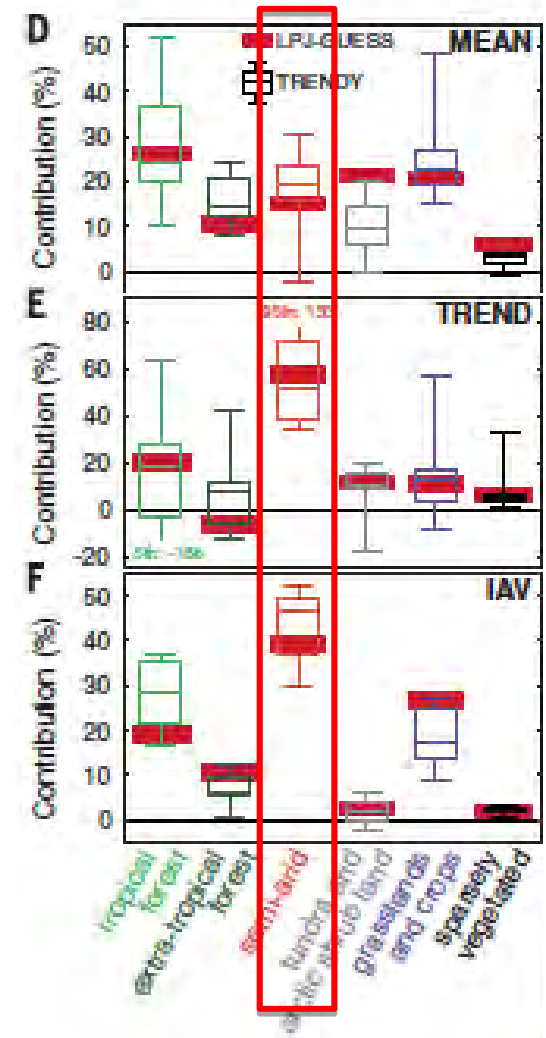 D
MEAN
LPJ-GUESS
TRENDY
Contribution (%)
50
40
30
20
10
0
E
TREND
Contribution (%)
80
60
40
20
0
-20
F
IAV
Contribution (%)
50
40
30
20
10
0
tropical
forest
extra-tropical
forest
semi-arid
tundra and
arctic shrub land
grasslands
and crops
sparsely
vegetated